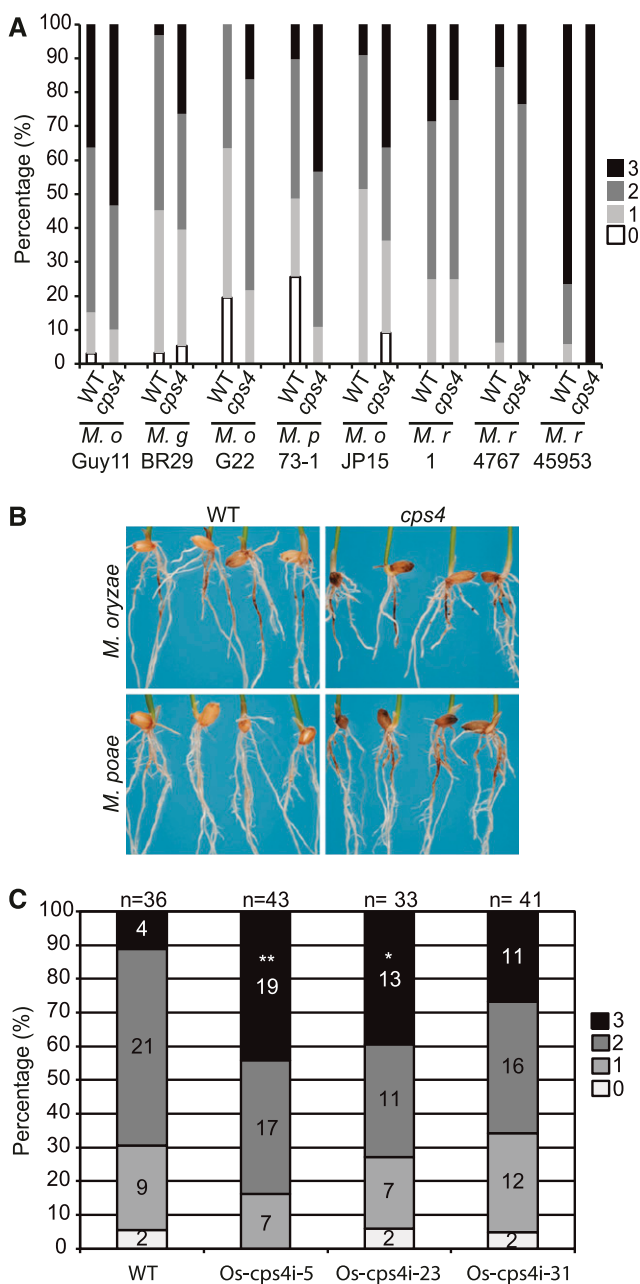 A
Percentage (%)
100
90
80
70
60
50
40
30
20
10
0
3
2
1
0
WT cps4 WT cps4 WT cps4 WT cps4 WT cps4 WT cps4 WT cps4 WT cps4
M. o M. g M. o M. p M. o M. r M. r M. r
Guy11 BR29 G22 73-1 JP15 1 4767 45953
B
WT cps4
M. oryzae
M. poae
C
n=36 n=43 n= 33 n= 41
Percentage (%)
100
90
80
70
60
50
40
30
20
10
0
4 ** 19 * 13 11
21 17 11 16
9 7 7 12
2 2 2
3
2
1
0
WT Os-cps4i-5 Os-cps4i-23 Os-cps4i-31